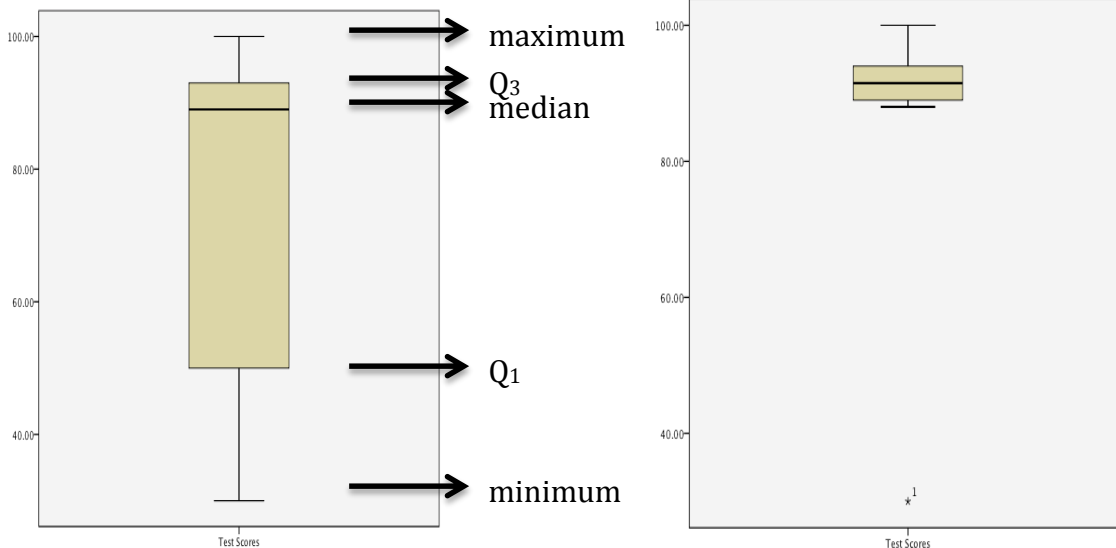 100.00
80.00
60.00
40.00
Test Scores
maximum
Q₃
median
Q₁
minimum
100.00
80.00
60.00
40.00
1
Test Scores